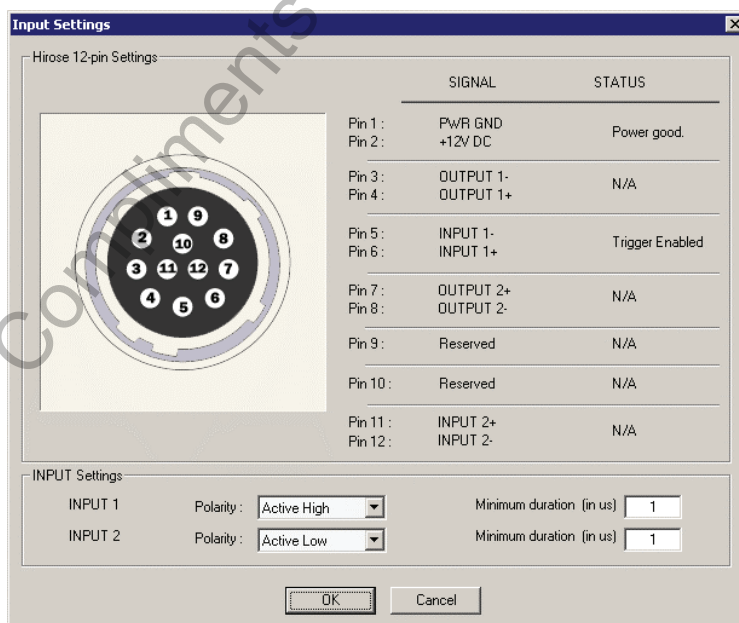 Input Settings
Hirose 12-pin Settings
SIGNAL STATUS
Pin 1 : PWR GND
Pin 2 : +12V DC
Power good.
Pin 3 : OUTPUT 1-
Pin 4 : OUTPUT 1+
N/A
Pin 5 : INPUT 1-
Pin 6 : INPUT 1+
Trigger Enabled
Pin 7 : OUTPUT 2+
Pin 8 : OUTPUT 2-
N/A
Pin 9 : Reserved N/A
Pin 10 : Reserved N/A
Pin 11 : INPUT 2+
Pin 12 : INPUT 2-
N/A
1 9
2 10 8
3 11 12 7
4 5 6
INPUT Settings
INPUT 1 Polarity : Active High Minimum duration (in us) 1
INPUT 2 Polarity : Active Low Minimum duration (in us) 1
OK Cancel
Compliments